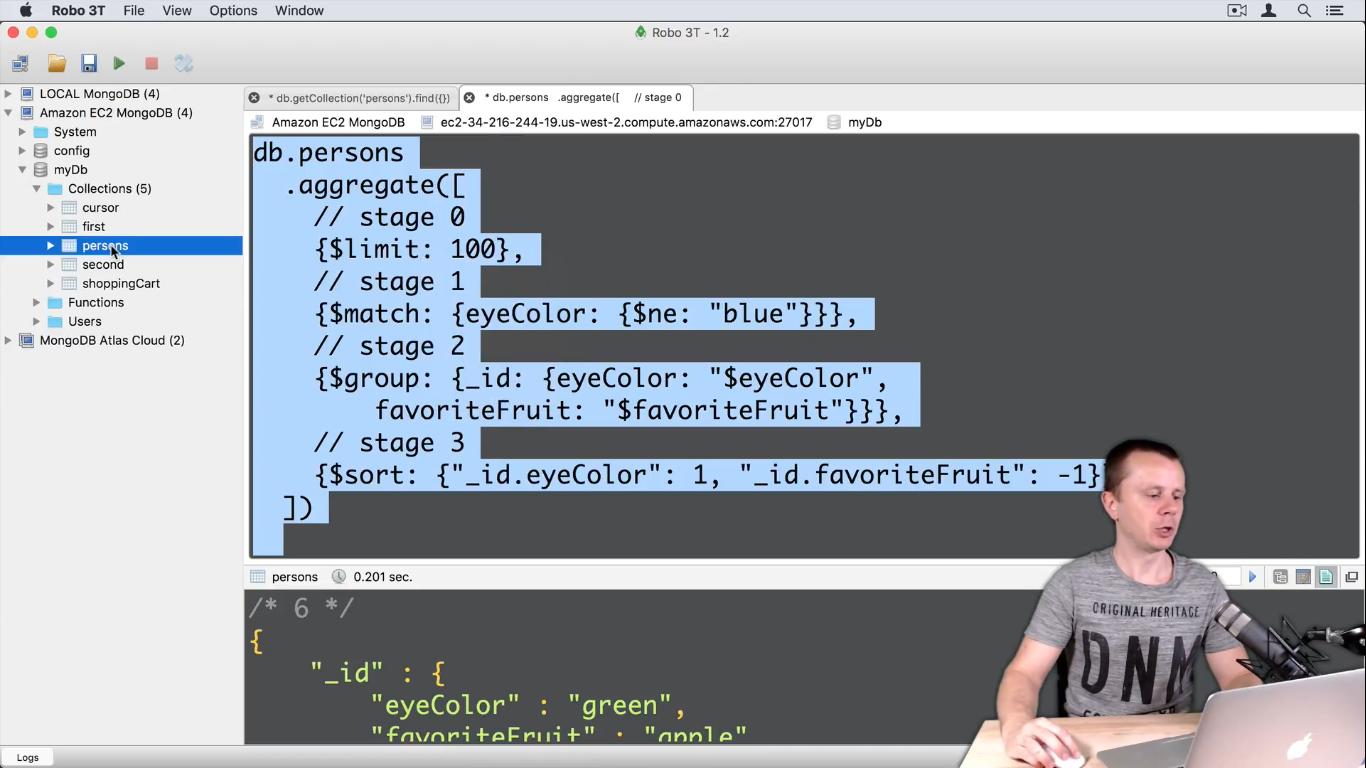 Robo 3T File View Options Window
Robo 3T - 1.2
LOCAL MongoDB (4)
Amazon EC2 MongoDB (4)
System
config
myDb
Collections (5)
cursor
first
persons
second
shoppingCart
Functions
Users
MongoDB Atlas Cloud (2)
* db.getCollection('persons').find({}) * db.persons .aggregate([ // stage 0
Amazon EC2 MongoDB ec2-34-216-244-19.us-west-2.compute.amazonaws.com:27017 myDb
db.persons
.aggregate([
// stage 0
{$limit: 100},
// stage 1
{$match: {eyeColor: {$ne: "blue"}}},
// stage 2
{$group: {_id: {eyeColor: "$eyeColor",
favoriteFruit: "$favoriteFruit"}}},
// stage 3
{$sort: {"_id.eyeColor": 1, "_id.favoriteFruit": -1}
])
persons 0.201 sec.
/* 6 */
{
"_id" : {
"eyeColor" : "green",
"favoriteFruit" : "apple"
ORIGINAL HERITAGE
DNM
Logs